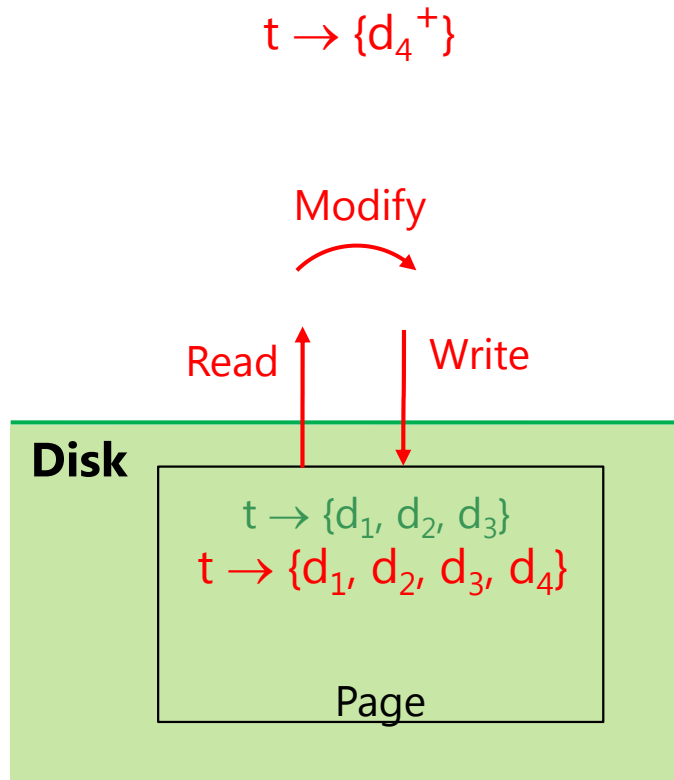 t → {d₄⁺}
Modify
Read
Write
Disk
t → {d₁, d₂, d₃}
t → {d₁, d₂, d₃, d₄}
Page